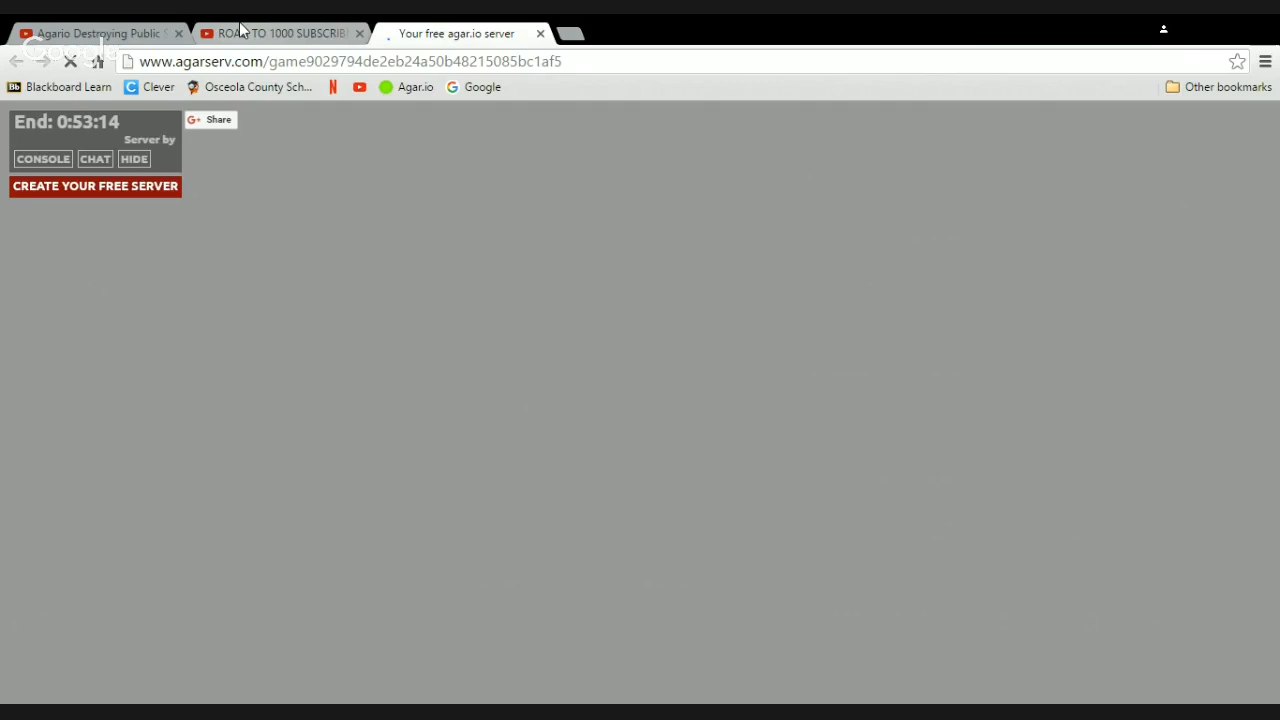 Agario Destroying Public
ROAD TO 1000 SUBSCRIB
Your free agar.io server
www.agarserv.com/game9029794de2eb24a50b48215085bc1af5
Bb Blackboard Learn
C Clever
Osceola County Sch...
N
Agar.io
G Google
Other bookmarks
End: 0:53:14
G+ Share
Server by
CONSOLE CHAT HIDE
CREATE YOUR FREE SERVER